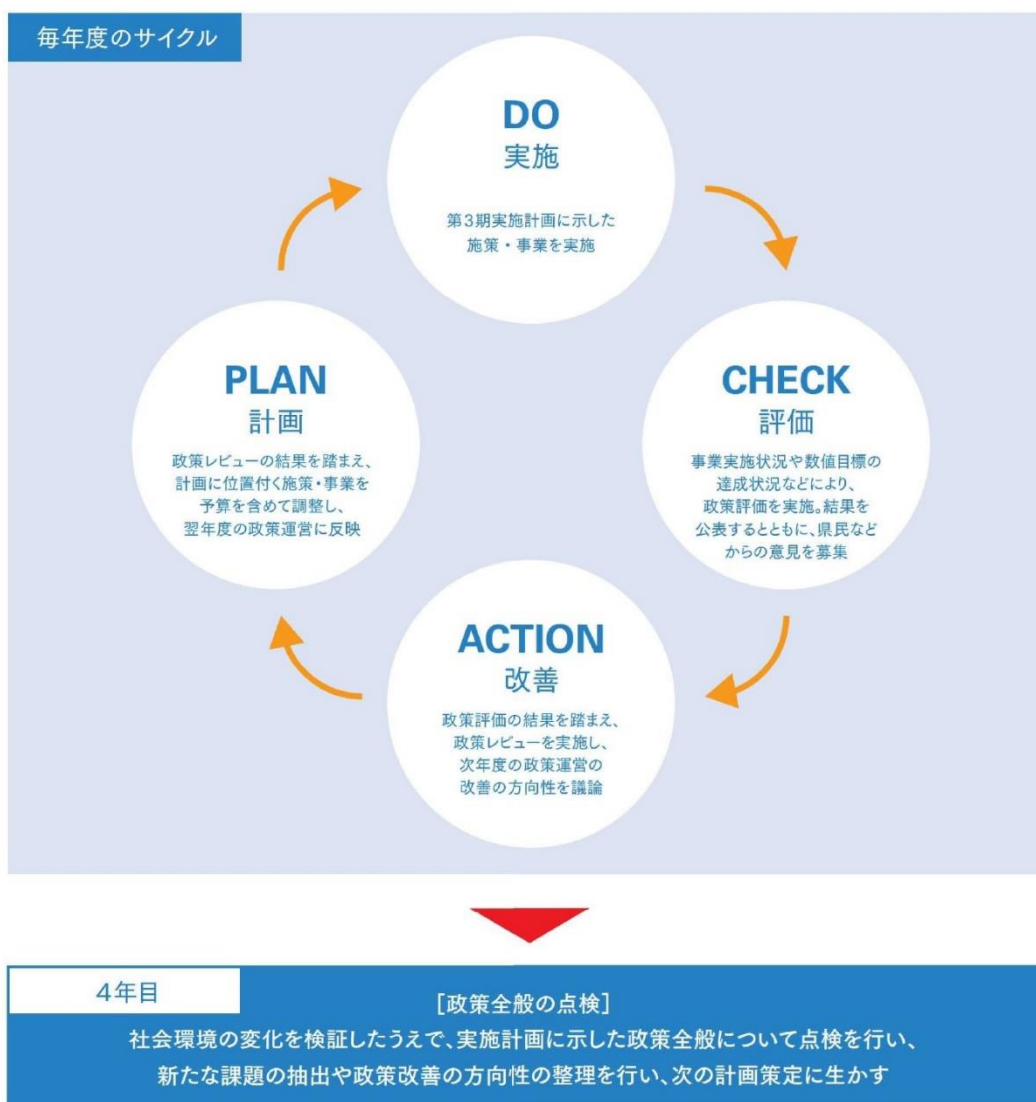 毎年度のサイクル
DO
実施
第3期実施計画に示した
施策・事業を実施
PLAN
計画
政策レビューの結果を踏まえ、
計画に位置付く施策・事業を
予算を含めて調整し、
翌年度の政策運営に反映
CHECK
評価
事業実施状況や数値目標の
達成状況などにより、
政策評価を実施。結果を
公表するとともに、県民など
からの意見を募集
ACTION
改善
政策評価の結果を踏まえ、
政策レビューを実施し、
次年度の政策運営の
改善の方向性を議論
4年目
[政策全般の点検]
社会環境の変化を検証したうえで、実施計画に示した政策全般について点検を行い、
新たな課題の抽出や政策改善の方向性の整理を行い、次の計画策定に生かす